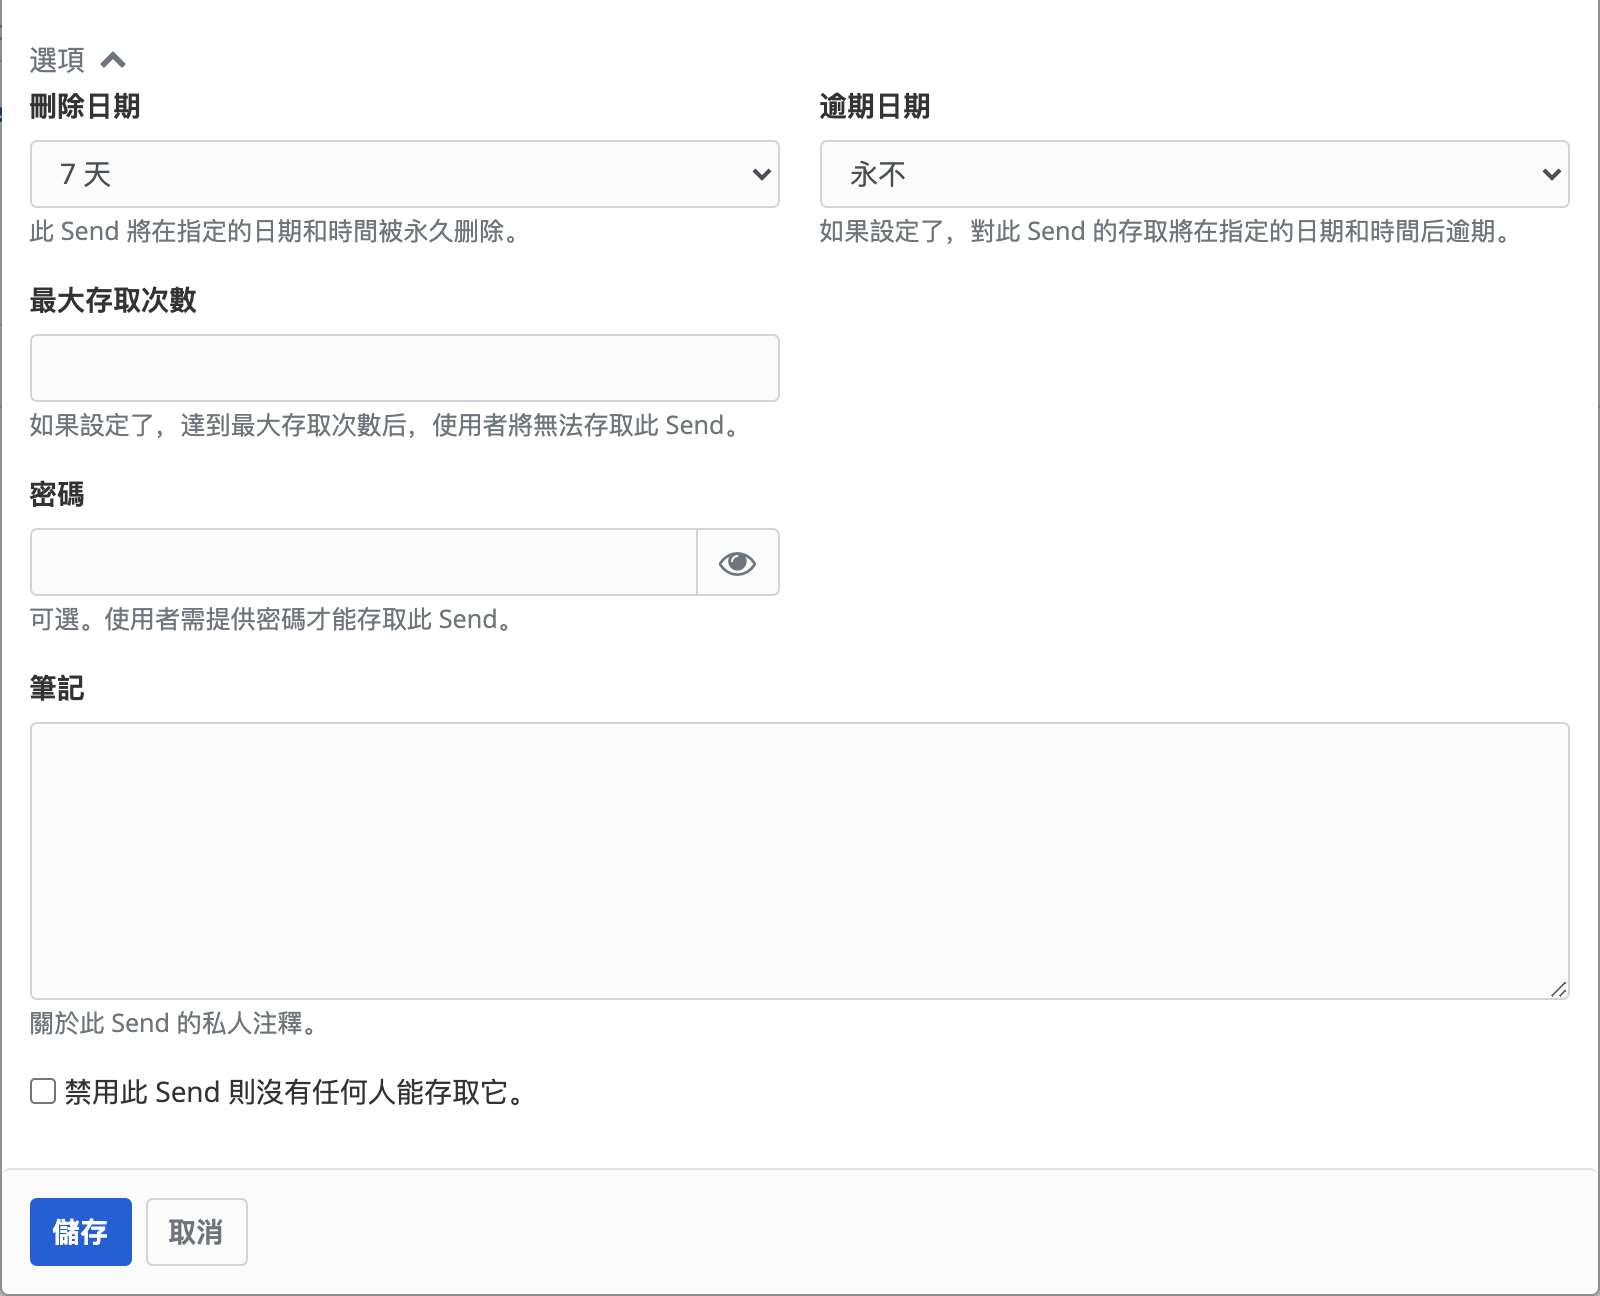 選項
刪除日期
7 天
此 Send 將在指定的日期和時間被永久刪除。
逾期日期
永不
如果設定了，對此 Send 的存取將在指定的日期和時間后逾期。
最大存取次數
如果設定了，達到最大存取次數后，使用者將無法存取此 Send。
密碼
可選。使用者需提供密碼才能存取此 Send。
筆記
關於此 Send 的私人注釋。
禁用此 Send 則沒有任何人能存取它。
儲存
取消